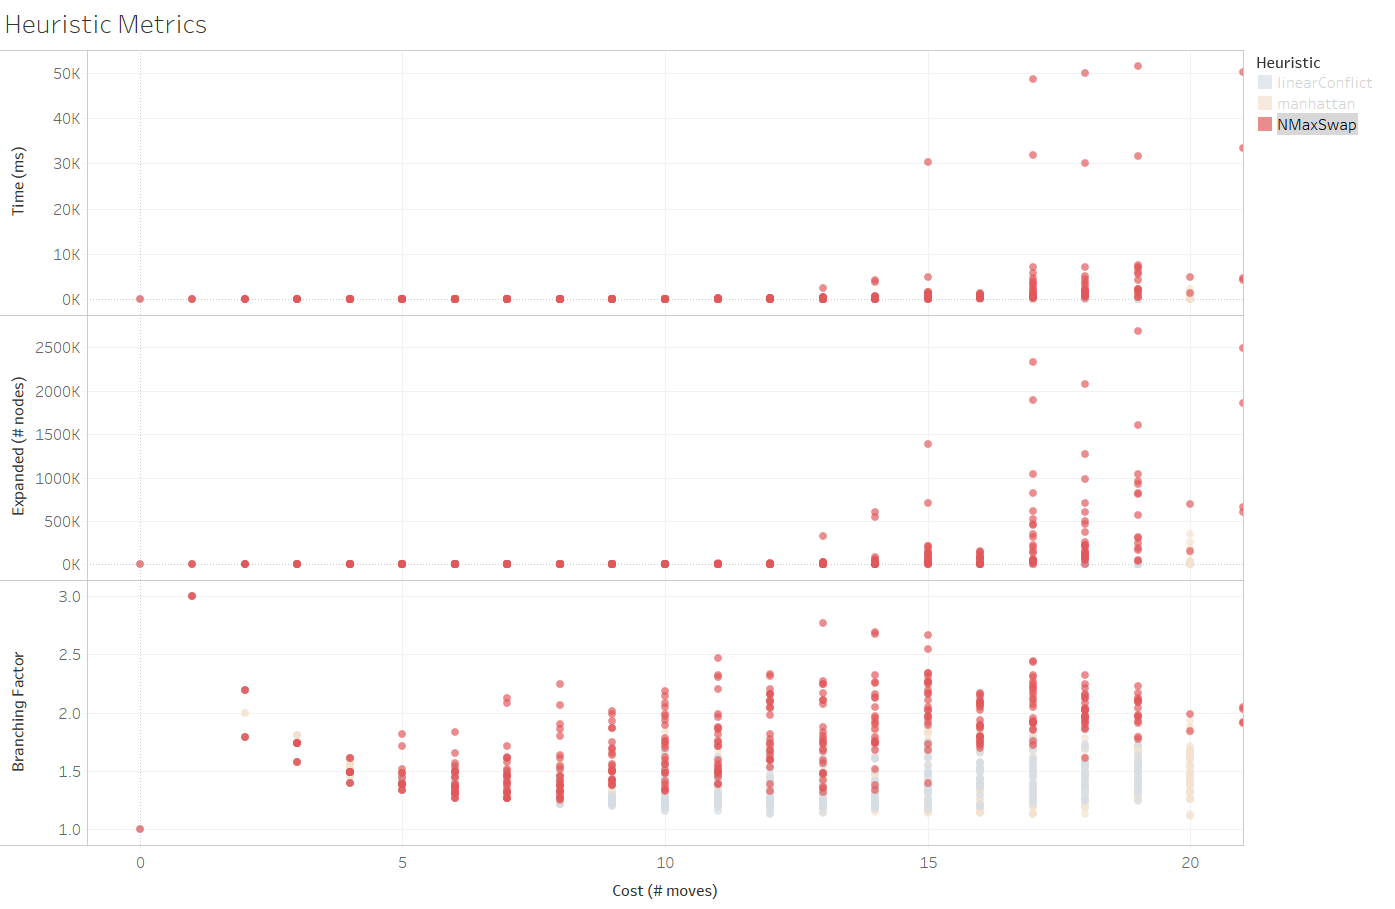 Heuristic Metrics
Heuristic
linearConflict
manhattan
NMaxSwap
Time (ms)
50K
40K
30K
20K
10K
0K
Expanded (# nodes)
2500K
2000K
1500K
1000K
500K
0K
Branching Factor
3.0
2.5
2.0
1.5
1.0
0 5 10 15 20
Cost (# moves)